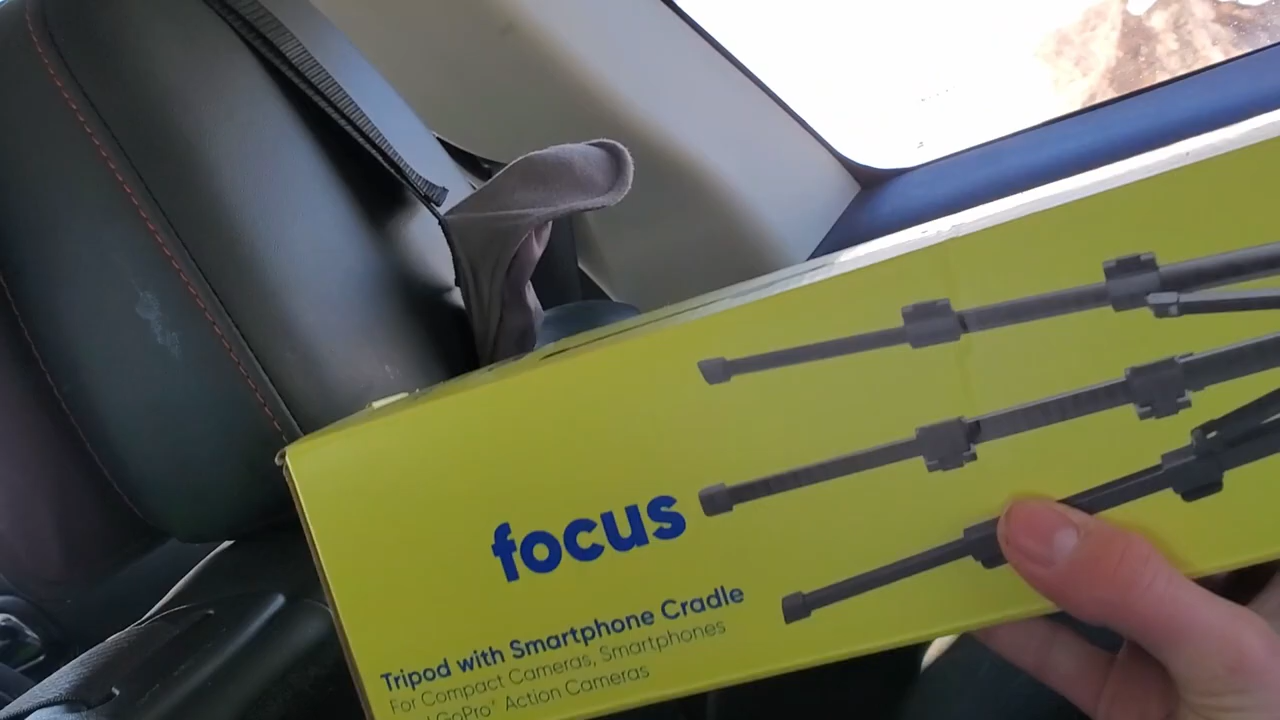 focus
Tripod with Smartphone Cradle
For Compact Cameras, Smartphones
GoPro® Action Cameras